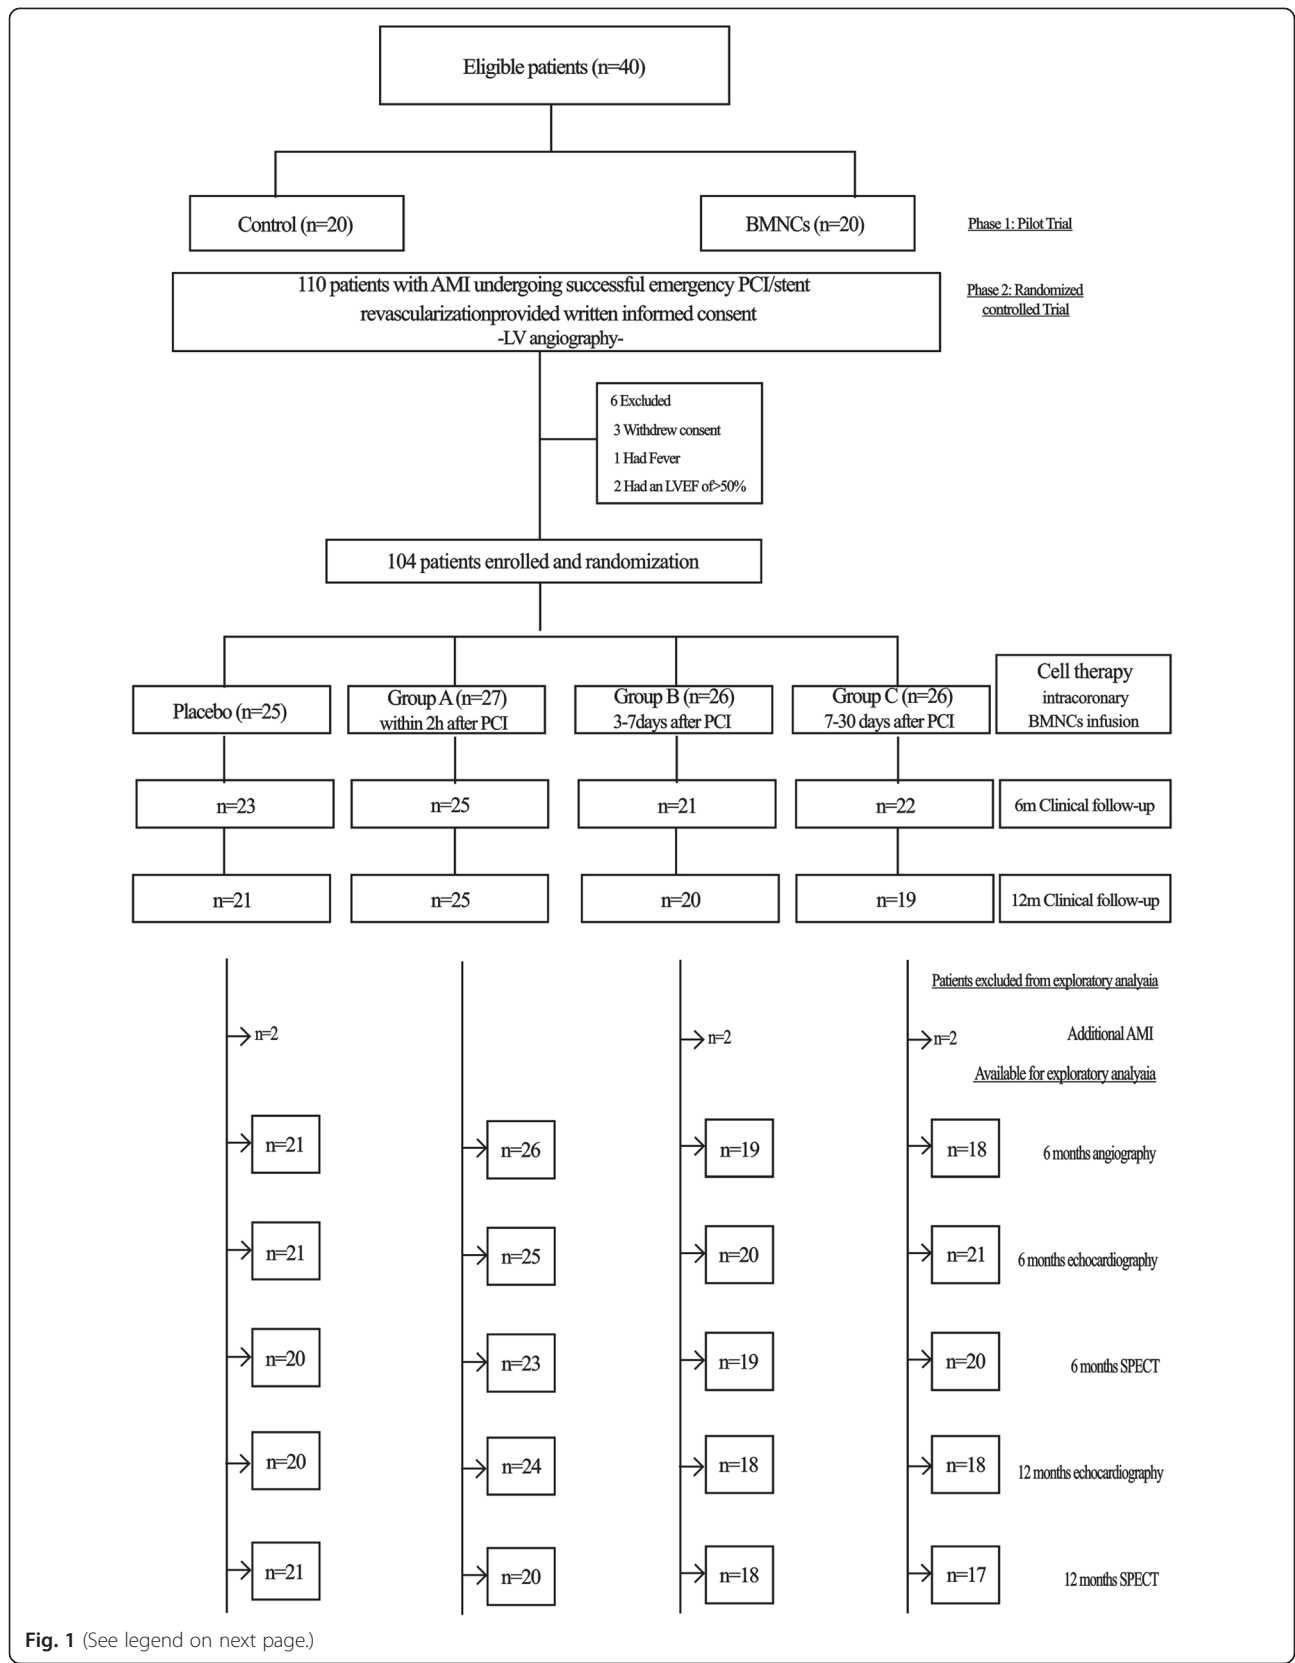 Eligible patients (n=40)
Control (n=20)
BMNCs (n=20)
Phase 1: Pilot Trial
110 patients with AMI undergoing successful emergency PCI/stent
revascularizationprovided written informed consent
-LV angiography-
Phase 2: Randomized
controlled Trial
6 Excluded
3 Withdrew consent
1 Had Fever
2 Had an LVEF of>50%
104 patients enrolled and randomization
Placebo (n=25)
Group A (n=27)
within 2h after PCI
Group B (n=26)
3-7days after PCI
Group C (n=26)
7-30 days after PCI
Cell therapy
intracoronary
BMNCs infusion
n=23
n=25
n=21
n=22
6m Clinical follow-up
n=21
n=25
n=20
n=19
12m Clinical follow-up
Patients excluded from exploratory analyaia
n=2
n=2
n=2
Additional AMI
Available for exploratory analyaia
n=21
n=26
n=19
n=18
6 months angiography
n=21
n=25
n=20
n=21
6 months echocardiography
n=20
n=23
n=19
n=20
6 months SPECT
n=20
n=24
n=18
n=18
12 months echocardiography
n=21
n=20
n=18
n=17
12 months SPECT
Fig. 1 (See legend on next page.)